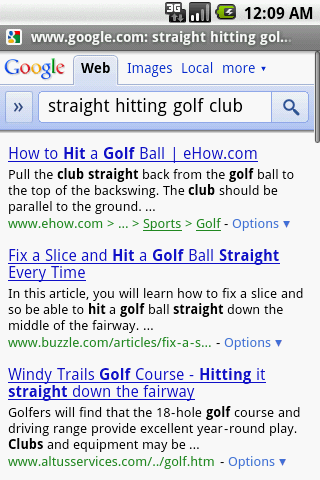 3G 12:09 AM
www.google.com: straight hitting gol...
Google Web Images Local more ▾
» straight hitting golf club
How to Hit a Golf Ball | eHow.com
Pull the club straight back from the golf ball to
the top of the backswing. The club should be
parallel to the ground. ...
www.ehow.com > ... > Sports > Golf - Options ▾
Fix a Slice and Hit a Golf Ball Straight
Every Time
In this article, you will learn how to fix a slice and
so be able to hit a golf ball straight down the
middle of the fairway. ...
www.buzzle.com/articles/fix-a-s... - Options ▾
Windy Trails Golf Course - Hitting it
straight down the fairway
Golfers will find that the 18-hole golf course and
driving range provide excellent year-round play.
Clubs and equipment may be ...
www.altusservices.com/../golf.htm - Options ▾